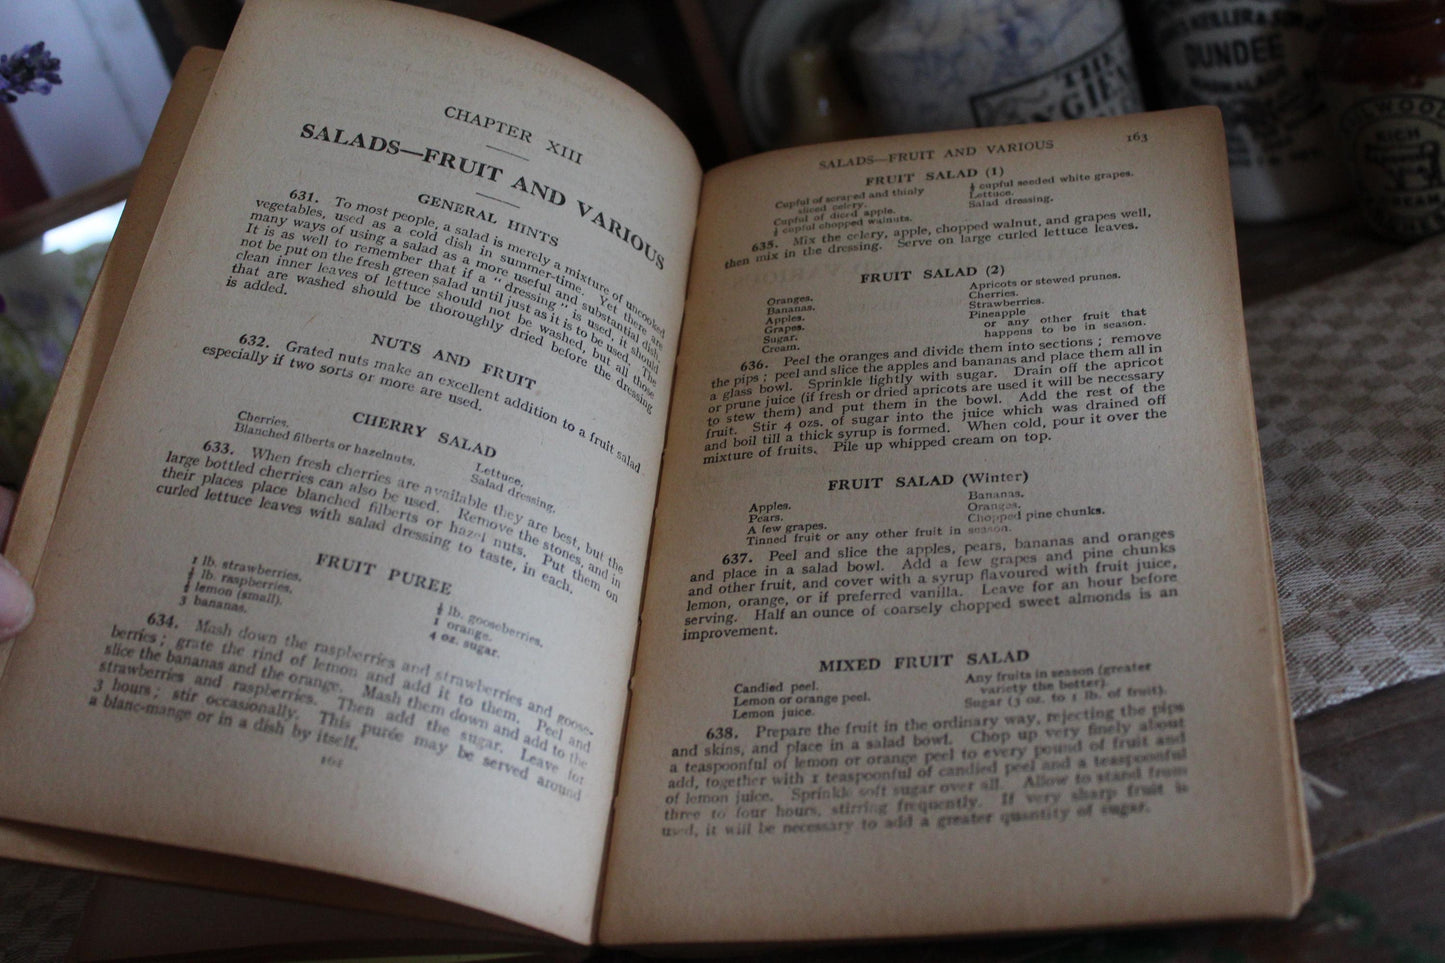 CHAPTER XIII
SALADS—FRUIT AND VARIOUS
GENERAL HINTS
631. To most people, a salad is merely a mixture of uncooked
vegetables, used as a cold dish in summer-time. Yet there are
many ways of using a salad as a more useful and substantial dish.
It is as well to remember that if a "dressing" is used, it should
not be put on the fresh green salad until just as it is to be used. The
clean inner leaves of lettuce should not be washed, but all those
that are washed should be thoroughly dried before the dressing
is added.
NUTS AND FRUIT
632. Grated nuts make an excellent addition to a fruit salad
especially if two sorts or more are used.
CHERRY SALAD
Cherries.
Blanched filberts or hazelnuts.
Lettuce.
Salad dressing.
633. When fresh cherries are available they are best, but the
large bottled cherries can also be used. Remove the stones, and in
their places place blanched filberts or hazel nuts. Put them on
curled lettuce leaves with salad dressing to taste, in each.
FRUIT PUREE
1 lb. strawberries.
lb. raspberries.
lemon (small).
3 bananas.
lb. gooseberries.
1 orange.
4 oz. sugar.
634. Mash down the raspberries and strawberries and goose-
berries; grate the rind of lemon and add it to them. Peel and
slice the bananas and the orange. Mash them down and add to the
strawberries and raspberries. Then add the sugar. Leave for
3 hours; stir occasionally. This purée may be served around
a blanc-mange or in a dish by itself.
SALADS—FRUIT AND VARIOUS 163
FRUIT SALAD (1)
Cupful of scraped and thinly
sliced celery.
Cupful of diced apple.
½ cupful chopped walnuts.
½ cupful seeded white grapes.
Lettuce.
Salad dressing.
635. Mix the celery, apple, chopped walnut, and grapes well,
then mix in the dressing. Serve on large curled lettuce leaves.
FRUIT SALAD (2)
Oranges.
Bananas.
Apples.
Grapes.
Sugar.
Cream.
Apricots or stewed prunes.
Cherries.
Strawberries.
Pineapple
or any other fruit that
happens to be in season.
636. Peel the oranges and divide them into sections; remove
the pips; peel and slice the apples and bananas and place them all in
a glass bowl. Sprinkle lightly with sugar. Drain off the apricot
or prune juice (if fresh or dried apricots are used it will be necessary
to stew them) and put them in the bowl. Add the rest of the
fruit. Stir 4 ozs. of sugar into the juice which was drained off
and boil till a thick syrup is formed. When cold, pour it over the
mixture of fruits. Pile up whipped cream on top.
FRUIT SALAD (Winter)
Apples.
Pears.
A few grapes.
Tinned fruit or any other fruit in season.
Bananas.
Oranges.
Chopped pine chunks.
637. Peel and slice the apples, pears, bananas and oranges
and place in a salad bowl. Add a few grapes and pine chunks
and other fruit, and cover with a syrup flavoured with fruit juice,
lemon, orange, or if preferred vanilla. Leave for an hour before
serving. Half an ounce of coarsely chopped sweet almonds is an
improvement.
MIXED FRUIT SALAD
Candied peel.
Lemon or orange peel.
Lemon juice.
Any fruits in season (greater
variety the better).
Sugar (3 oz. to 1 lb. of fruit).
638. Prepare the fruit in the ordinary way, rejecting the pips
and skins, and place in a salad bowl. Chop up very finely about
a teaspoonful of lemon or orange peel to every pound of fruit and
add, together with 1 teaspoonful of candied peel and a teaspoonful
of lemon juice. Sprinkle soft sugar over all. Allow to stand from
three to four hours, stirring frequently. If very sharp fruit is
used, it will be necessary to add a greater quantity of sugar.
KEILLER &
DUNDEE
RICH
CREAM